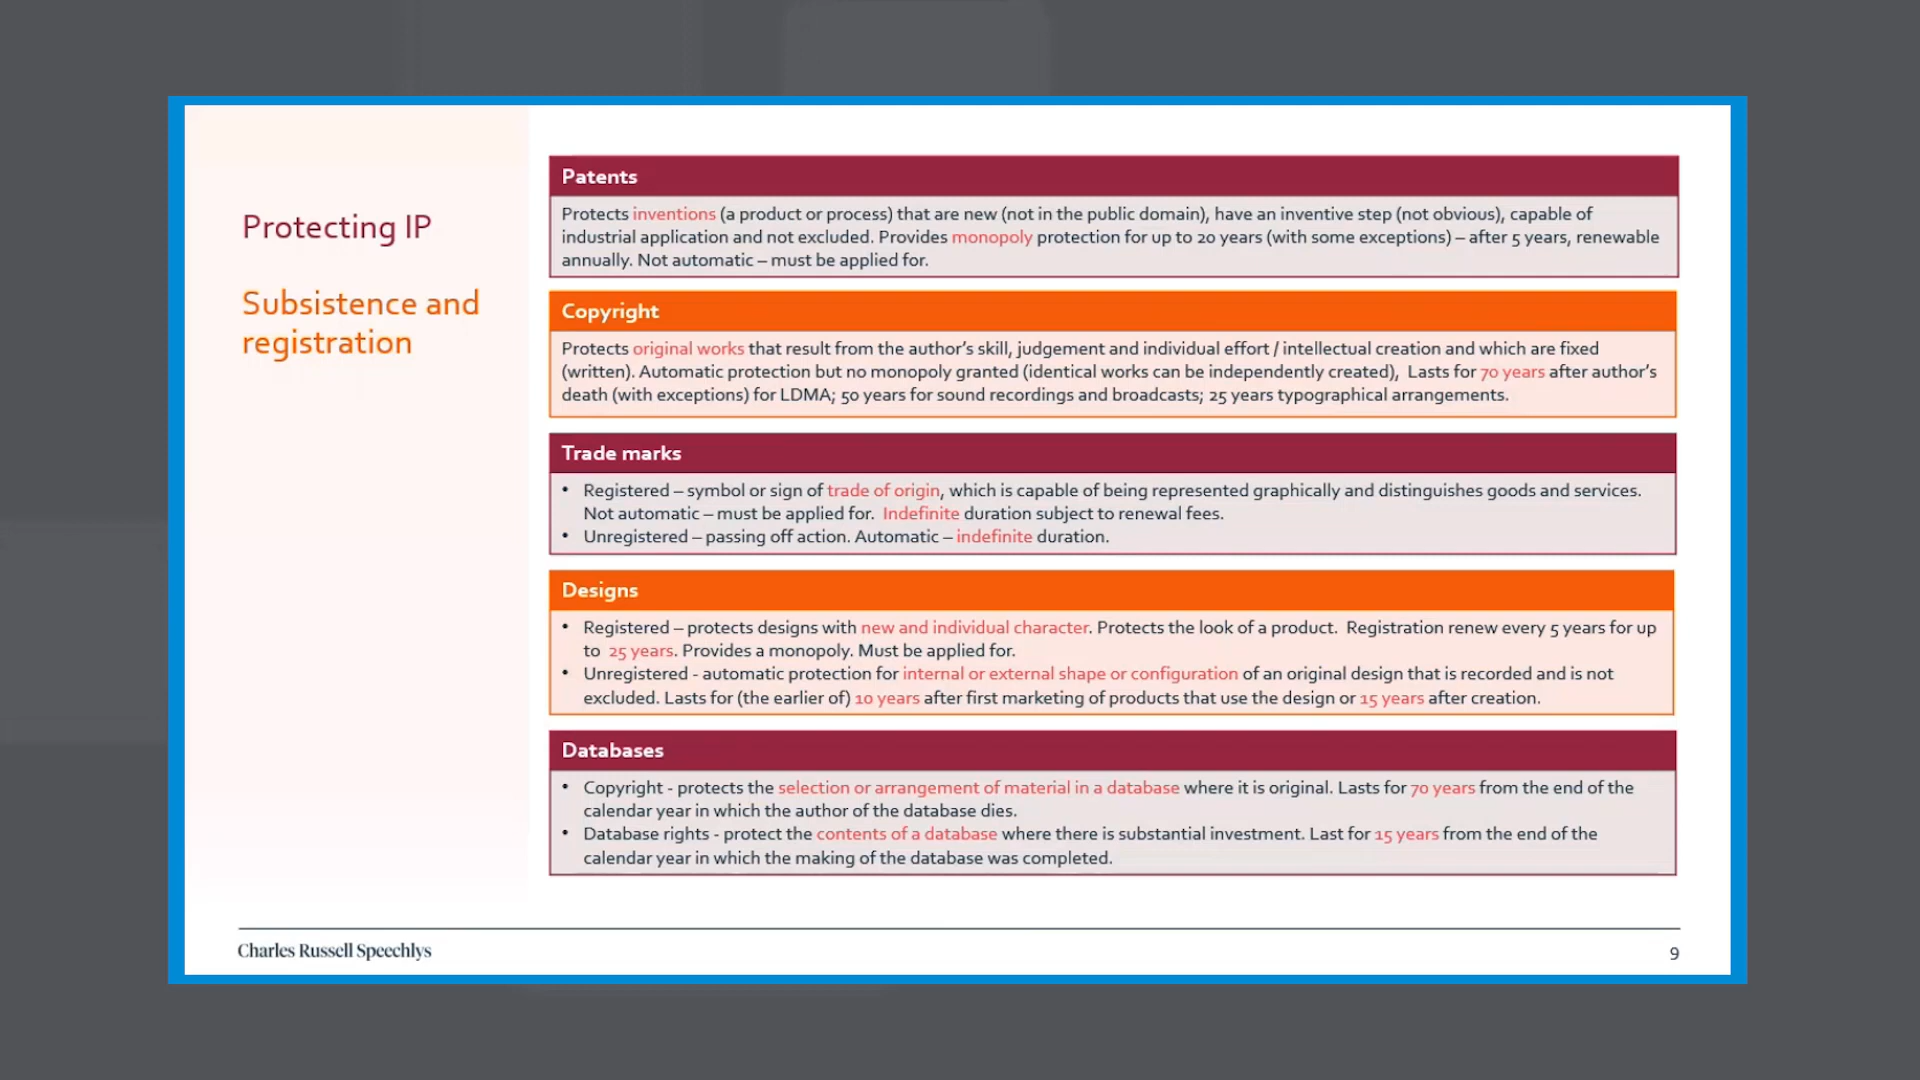 Protecting IP
Subsistence and
registration
Patents
Protects inventions (a product or process) that are new (not in the public domain), have an inventive step (not obvious), capable of
industrial application and not excluded. Provides monopoly protection for up to 20 years (with some exceptions) – after 5 years, renewable
annually. Not automatic – must be applied for.
Copyright
Protects original works that result from the author's skill, judgement and individual effort / intellectual creation and which are fixed
(written). Automatic protection but no monopoly granted (identical works can be independently created),  Lasts for 70 years after author's
death (with exceptions) for LDMA; 50 years for sound recordings and broadcasts; 25 years typographical arrangements.
Trade marks
• Registered – symbol or sign of trade of origin, which is capable of being represented graphically and distinguishes goods and services.
Not automatic – must be applied for.  Indefinite duration subject to renewal fees.
• Unregistered – passing off action. Automatic – indefinite duration.
Designs
• Registered – protects designs with new and individual character. Protects the look of a product.  Registration renew every 5 years for up
to  25 years. Provides a monopoly. Must be applied for.
• Unregistered - automatic protection for internal or external shape or configuration of an original design that is recorded and is not
excluded. Lasts for (the earlier of) 10 years after first marketing of products that use the design or 15 years after creation.
Databases
• Copyright - protects the selection or arrangement of material in a database where it is original. Lasts for 70 years from the end of the
calendar year in which the author of the database dies.
• Database rights - protect the contents of a database where there is substantial investment. Last for 15 years from the end of the
calendar year in which the making of the database was completed.
Charles Russell Speechlys
9